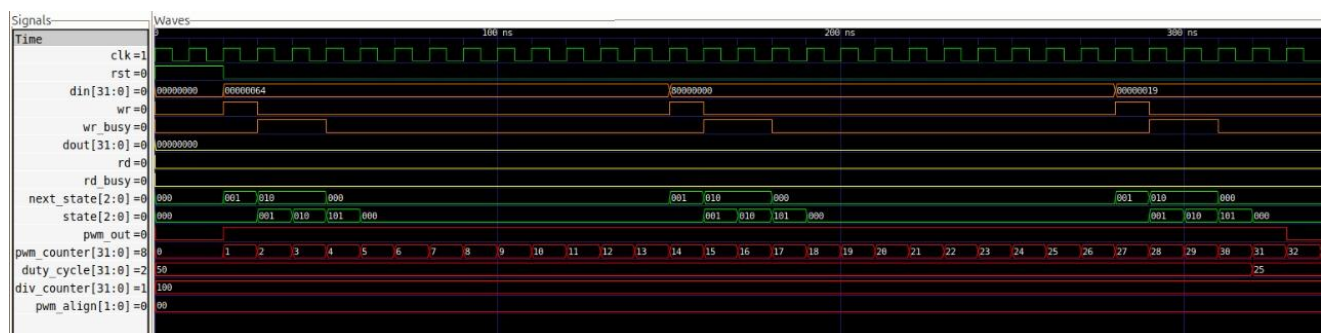 Signals Waves
Time 0 100 ns 200 ns 300 ns
clk=1
rst=0
din[31:0]=0 00000000 00000064 80000000 00000019
wr=0
wr_busy=0
dout[31:0]=0 00000000
rd=0
rd_busy=0
next_state[2:0]=0 000 001 010 000 001 010 000 001 010 000
state[2:0]=0 000 001 010 101 000 001 010 101 000 001 010 101 000
pwm_out=0
pwm_counter[31:0]=8 0 1 2 3 4 5 6 7 8 9 10 11 12 13 14 15 16 17 18 19 20 21 22 23 24 25 26 27 28 29 30 31 32
duty_cycle[31:0]=2 50 25
div_counter[31:0]=1 100
pwm_align[1:0]=0 00